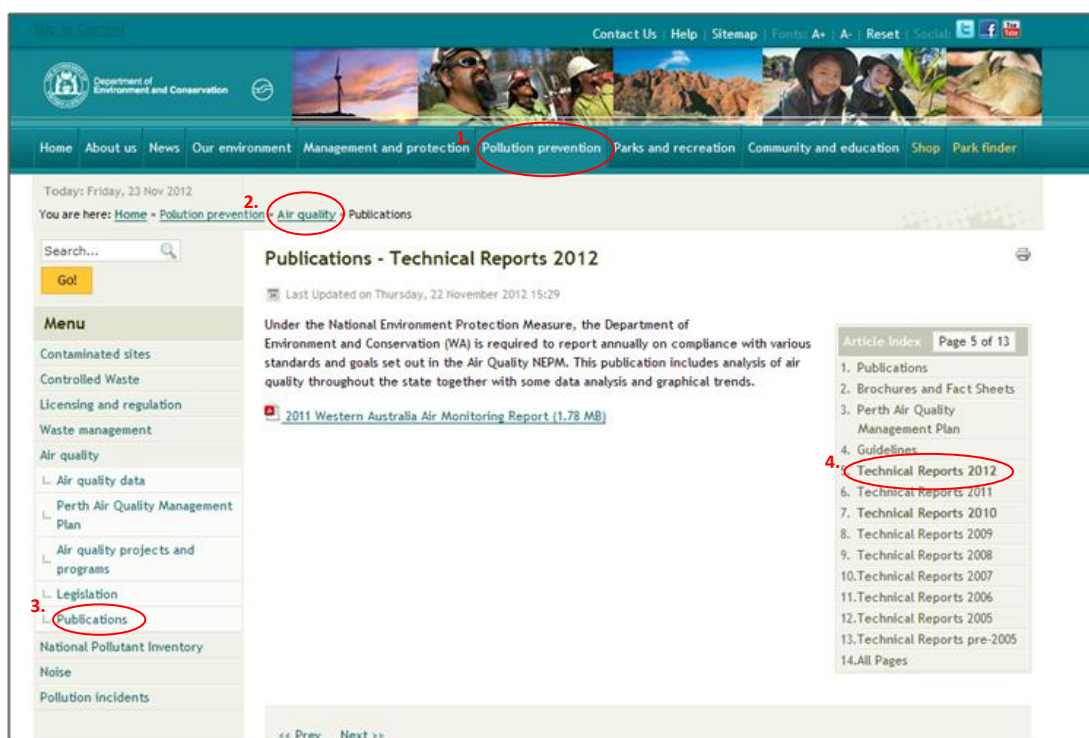 Skip to Content
Contact Us | Help | Sitemap | Fonts: A+ | A- | Reset | Social:
Department of
Environment and Conservation
1.
Home About us News Our environment Management and protection Pollution prevention Parks and recreation Community and education Shop Park finder
Today: Friday, 23 Nov 2012
2.
You are here: Home » Pollution prevention » Air quality » Publications
Search...
Go!
Publications - Technical Reports 2012
Last Updated on Thursday, 22 November 2012 15:29
Under the National Environment Protection Measure, the Department of
Environment and Conservation (WA) is required to report annually on compliance with various
standards and goals set out in the Air Quality NEPM. This publication includes analysis of air
quality throughout the state together with some data analysis and graphical trends.
2011 Western Australia Air Monitoring Report (1.78 MB)
Menu
Contaminated sites
Controlled Waste
Licensing and regulation
Waste management
Air quality
Air quality data
Perth Air Quality Management
Plan
Air quality projects and
programs
Legislation
3.
Publications
National Pollutant Inventory
Noise
Pollution incidents
Article Index Page 5 of 13
1. Publications
2. Brochures and Fact Sheets
3. Perth Air Quality
Management Plan
4. Guidelines
4.
5. Technical Reports 2012
6. Technical Reports 2011
7. Technical Reports 2010
8. Technical Reports 2009
9. Technical Reports 2008
10.Technical Reports 2007
11.Technical Reports 2006
12.Technical Reports 2005
13.Technical Reports pre-2005
14.All Pages
<< Prev Next >>